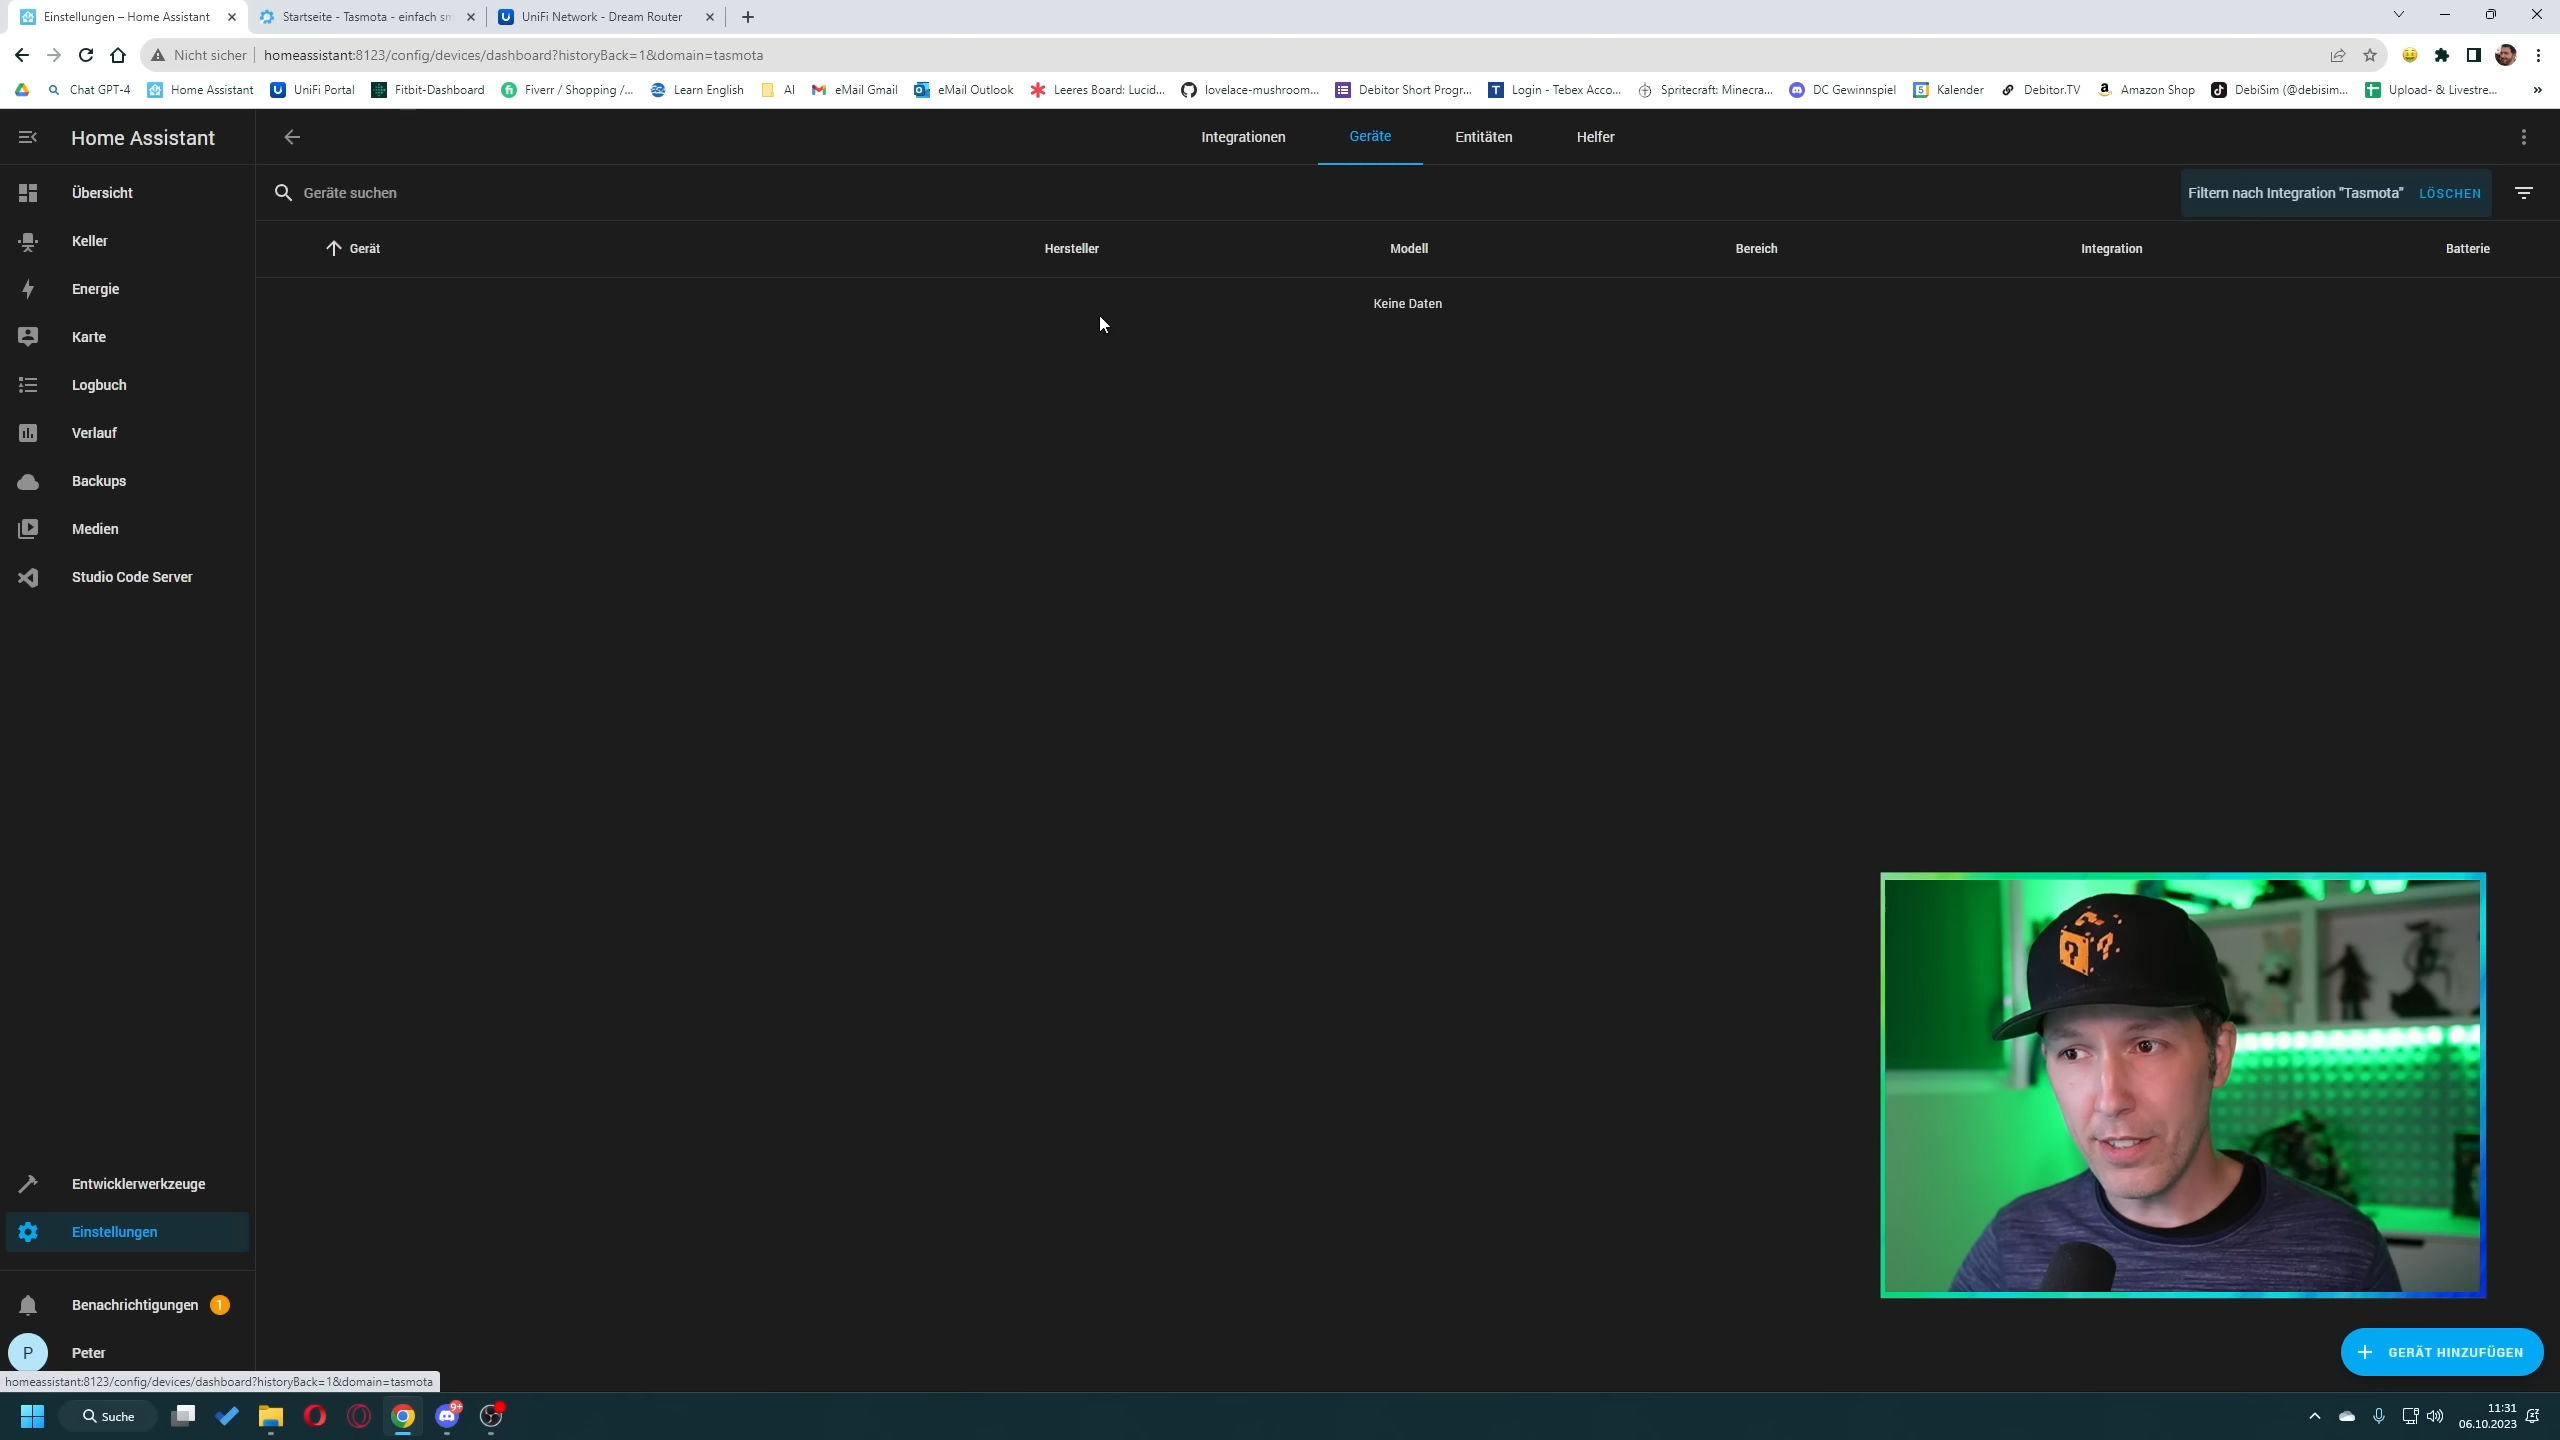 Einstellungen – Home Assistant
Startseite - Tasmota - einfach sm
UniFi Network - Dream Router
Nicht sicher
homeassistant:8123/config/devices/dashboard?historyBack=1&domain=tasmota
Chat GPT-4
Home Assistant
UniFi Portal
Fitbit-Dashboard
Fiverr / Shopping /...
Learn English
AI
eMail Gmail
eMail Outlook
Leeres Board: Lucid...
lovelace-mushroom...
Debitor Short Progr...
Login - Tebex Acco...
Spritecraft: Minecra...
DC Gewinnspiel
Kalender
Debitor.TV
Amazon Shop
DebiSim (@debisim...
Upload- & Livestre...
»
Home Assistant
Integrationen
Geräte
Entitäten
Helfer
Übersicht
Keller
Energie
Karte
Logbuch
Verlauf
Backups
Medien
Studio Code Server
Geräte suchen
Filtern nach Integration "Tasmota"
LÖSCHEN
Gerät
Hersteller
Modell
Bereich
Integration
Batterie
Keine Daten
Entwicklerwerkzeuge
Einstellungen
Benachrichtigungen
1
P
Peter
GERÄT HINZUFÜGEN
homeassistant:8123/config/devices/dashboard?historyBack=1&domain=tasmota
Suche
9+
11:31
06.10.2023